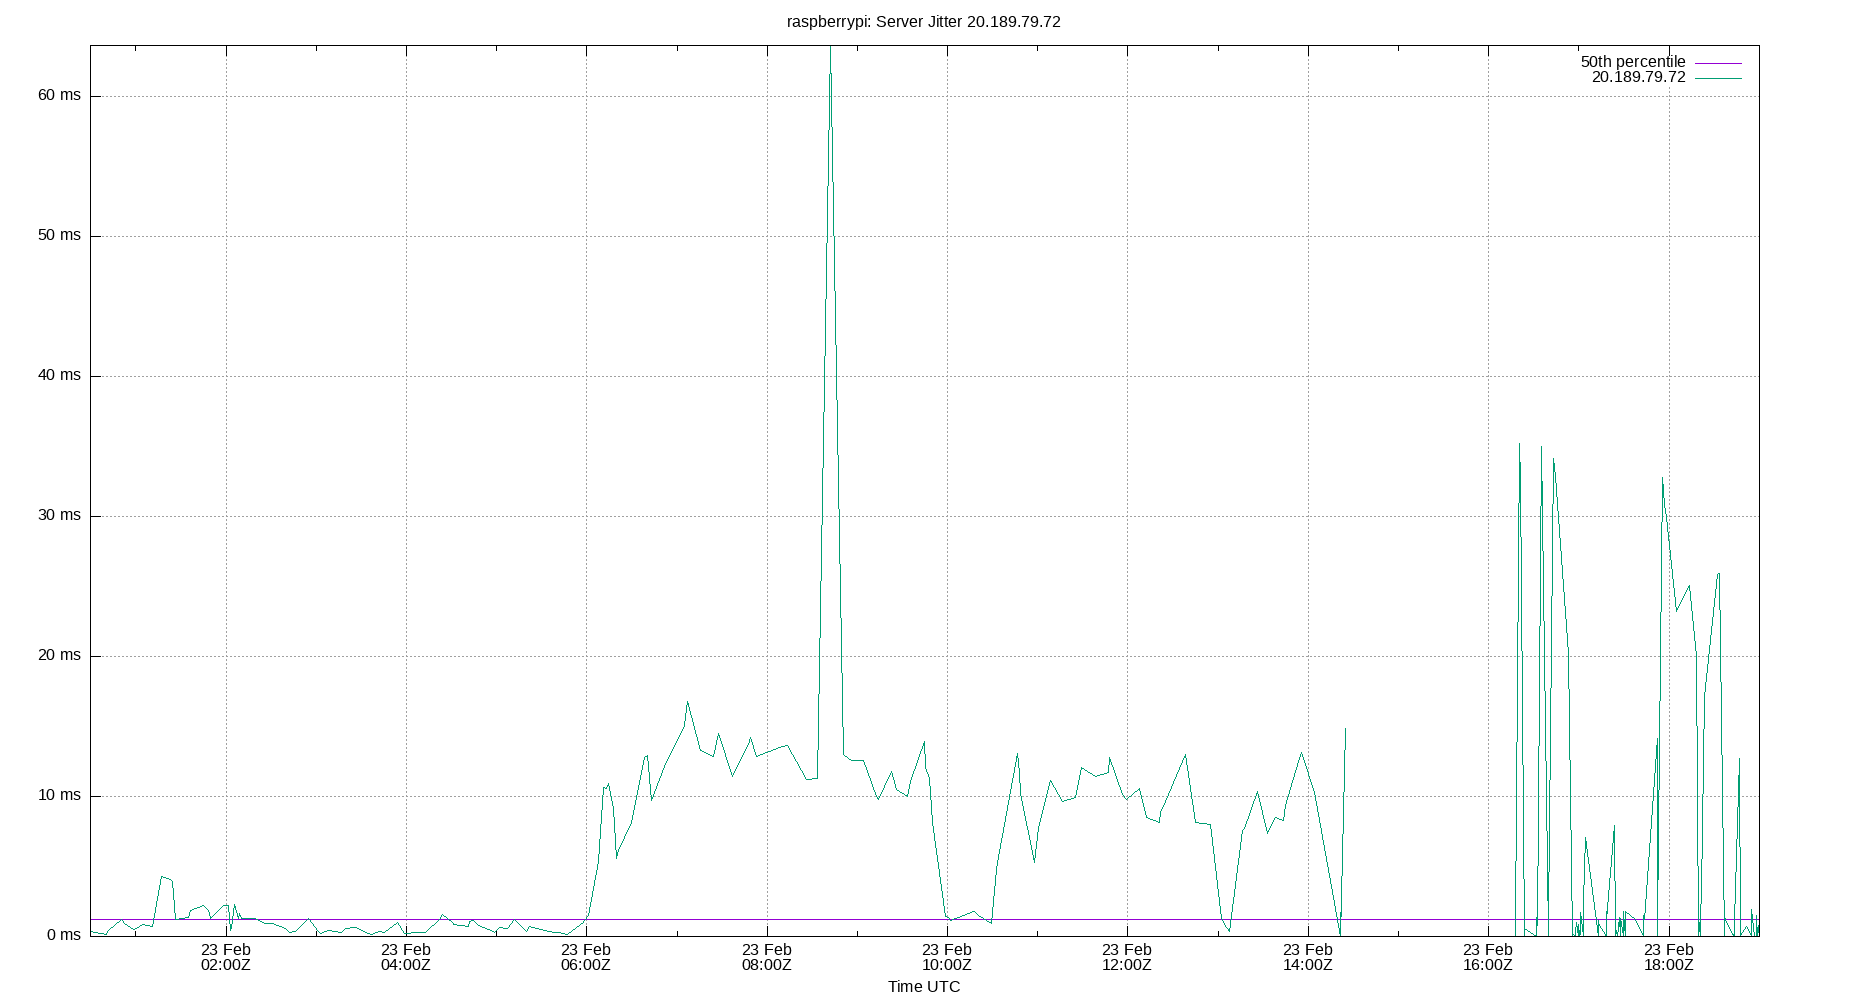 raspberrypi: Server Jitter 20.189.79.72
50th percentile
20.189.79.72
60 ms
50 ms
40 ms
30 ms
20 ms
10 ms
0 ms
23 Feb 23 Feb 23 Feb 23 Feb 23 Feb 23 Feb 23 Feb 23 Feb 23 Feb
02:00Z 04:00Z 06:00Z 08:00Z 10:00Z 12:00Z 14:00Z 16:00Z 18:00Z
Time UTC